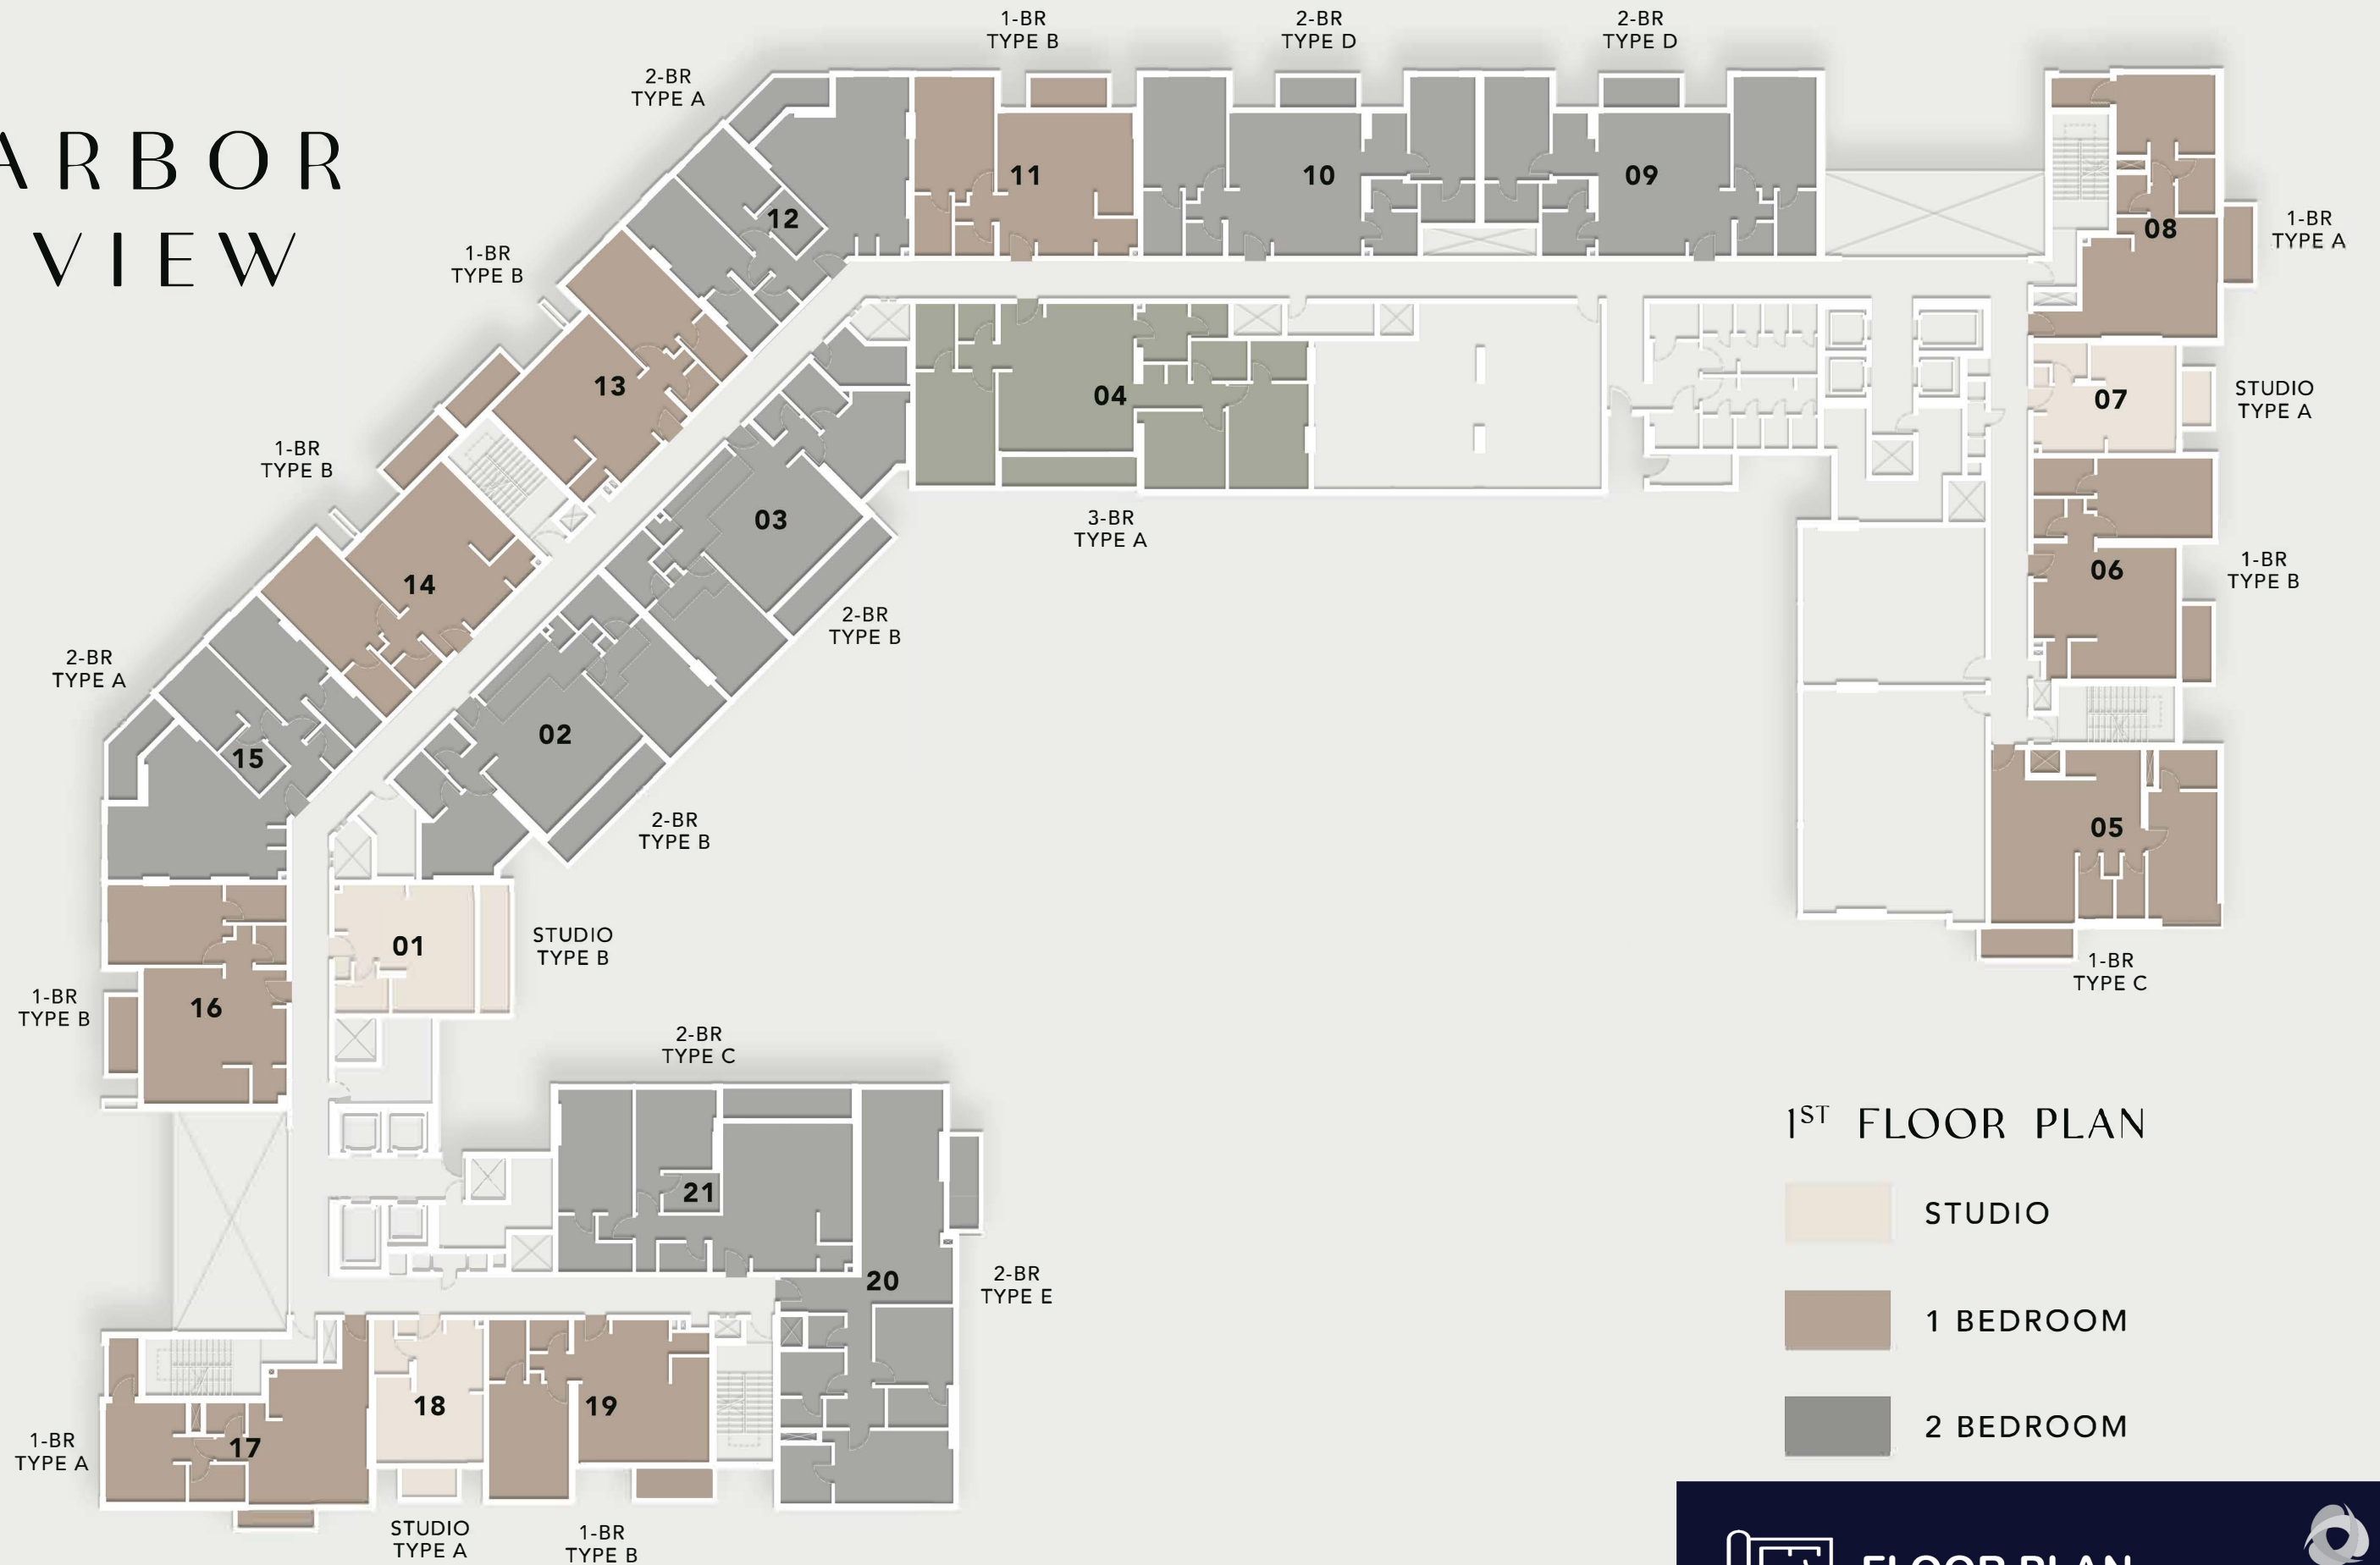 ARBOR
VIEW
1-BR
TYPE B
2-BR
TYPE D
2-BR
TYPE D
2-BR
TYPE A
11
10
09
12
08
1-BR
TYPE A
1-BR
TYPE B
13
04
07
STUDIO
TYPE A
1-BR
TYPE B
03
3-BR
TYPE A
14
06
1-BR
TYPE B
2-BR
TYPE B
2-BR
TYPE A
15
02
2-BR
TYPE B
05
1-BR
TYPE C
01
STUDIO
TYPE B
16
1-BR
TYPE B
2-BR
TYPE C
21
20
2-BR
TYPE E
18
19
17
1-BR
TYPE A
STUDIO
TYPE A
1-BR
TYPE B
1ST FLOOR PLAN
STUDIO
1 BEDROOM
2 BEDROOM
FLOOR PLAN